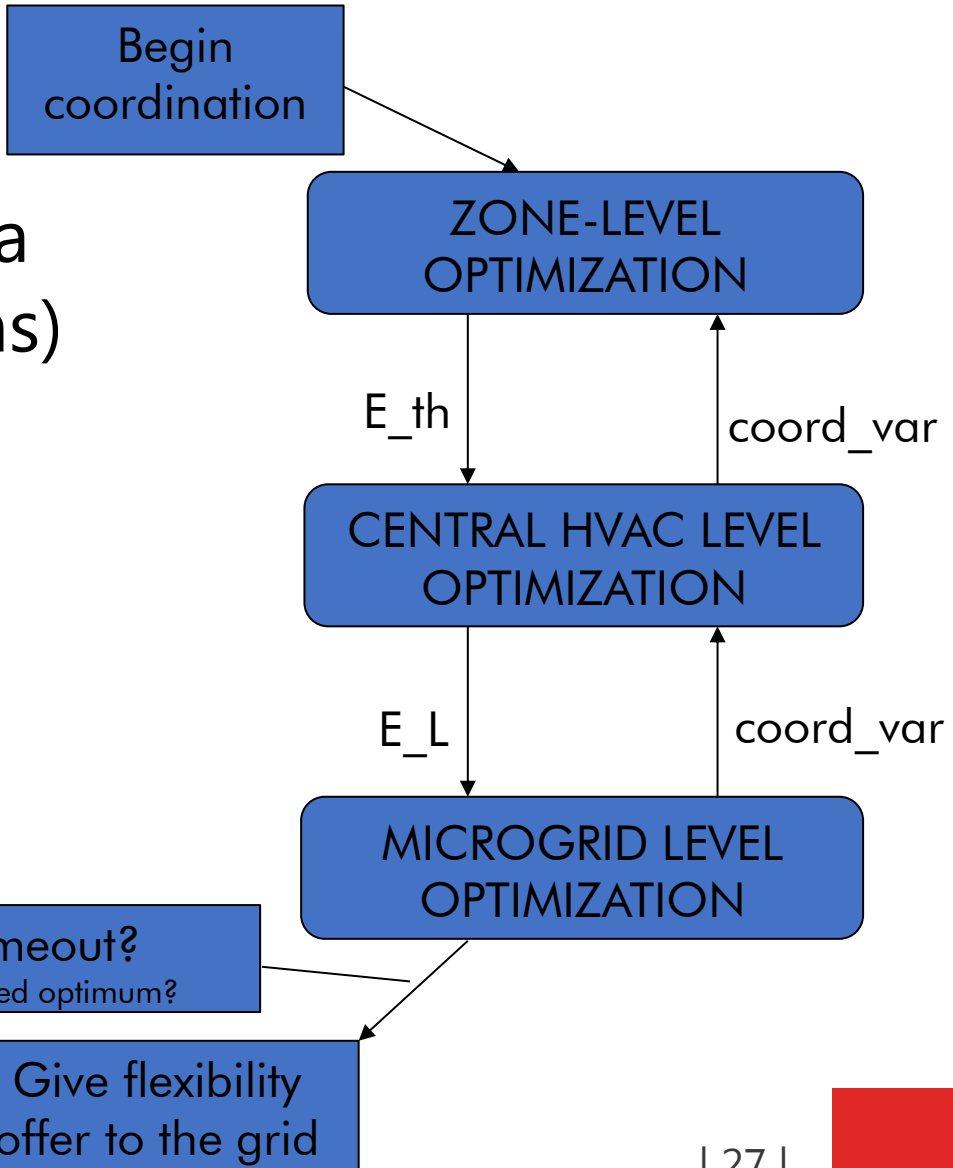 Begin
coordination
ZONE-LEVEL
OPTIMIZATION
a
ns)
E_th
coord_var
CENTRAL HVAC LEVEL
OPTIMIZATION
E_L
coord_var
MICROGRID LEVEL
OPTIMIZATION
meout?
ed optimum?
Give flexibility
offer to the grid
| 27 |